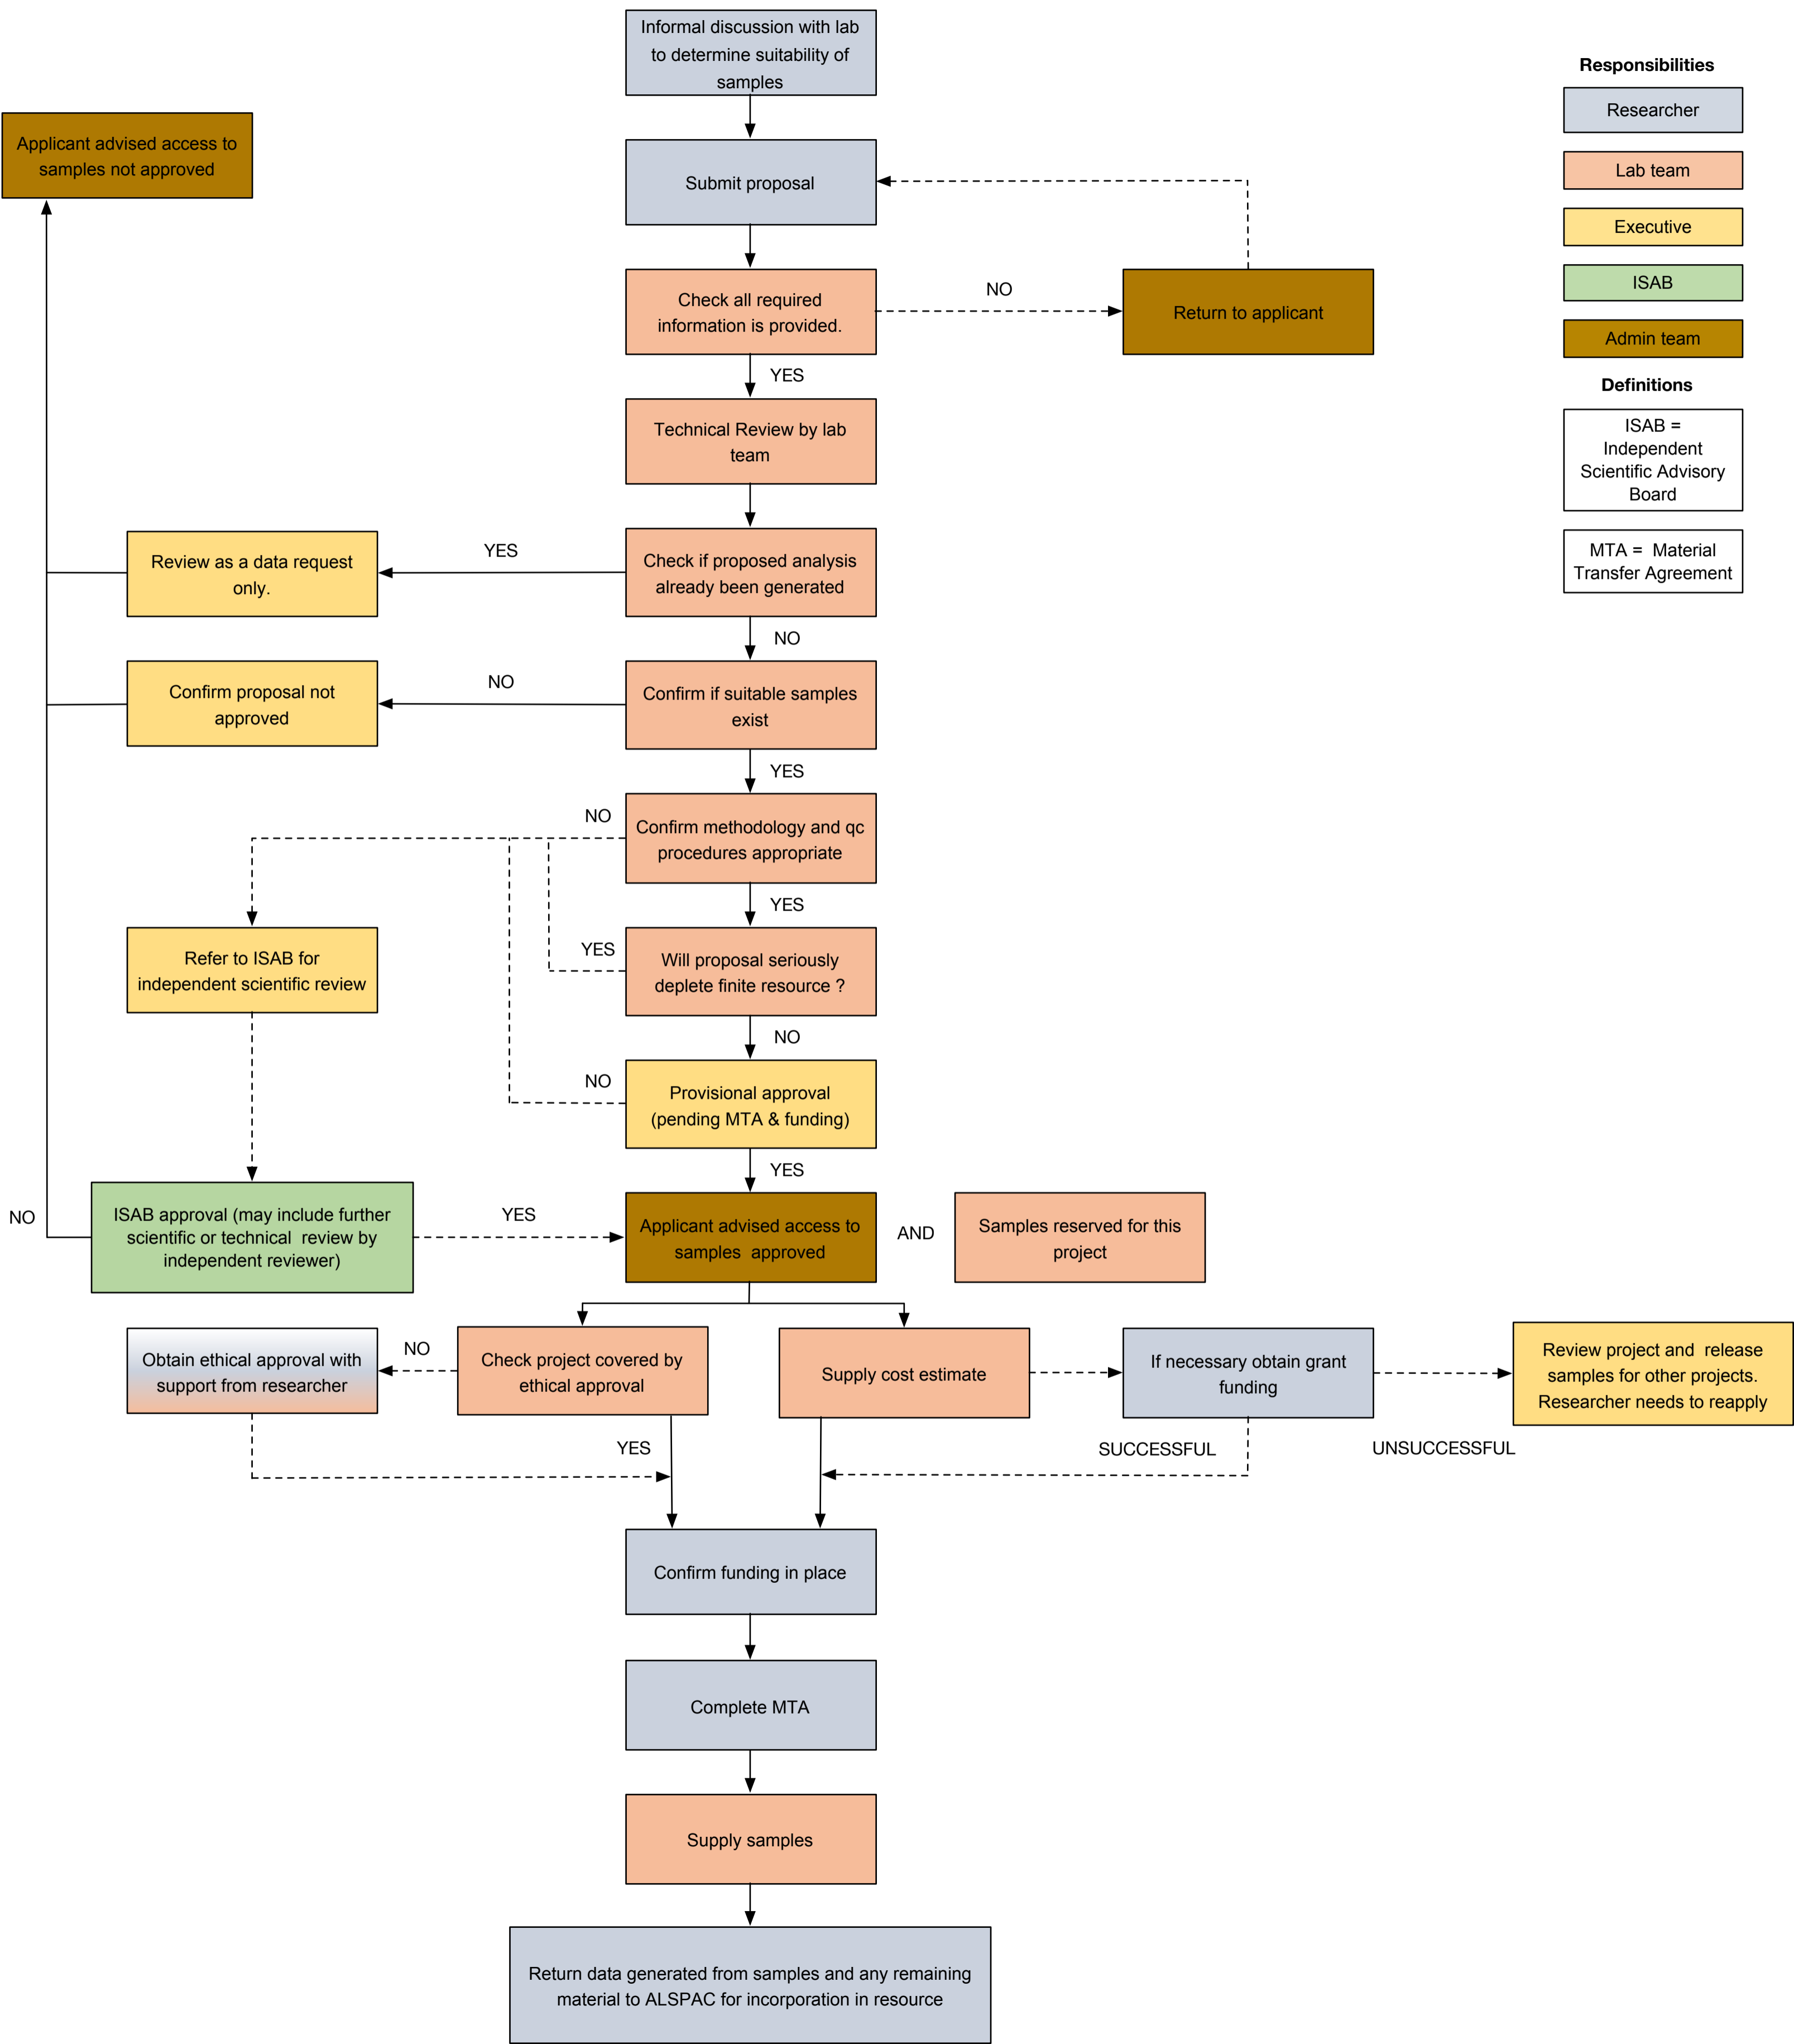 Informal discussion with lab
to determine suitability of
samples
Responsibilities
Researcher
Lab team
Executive
ISAB
Admin team
Definitions
ISAB =
Independent
Scientific Advisory
Board
MTA =  Material
Transfer Agreement
Applicant advised access to
samples not approved
Submit proposal
Check all required
information is provided.
NO
Return to applicant
YES
Technical Review by lab
team
Review as a data request
only.
YES
Check if proposed analysis
already been generated
NO
Confirm proposal not
approved
NO
Confirm if suitable samples
exist
YES
NO
Confirm methodology and qc
procedures appropriate
YES
Refer to ISAB for
independent scientific review
YES
Will proposal seriously
deplete finite resource ?
NO
NO
Provisional approval
(pending MTA & funding)
YES
NO
ISAB approval (may include further
scientific or technical  review by
independent reviewer)
YES
Applicant advised access to
samples  approved
AND
Samples reserved for this
project
Obtain ethical approval with
support from researcher
NO
Check project covered by
ethical approval
Supply cost estimate
If necessary obtain grant
funding
Review project and  release
samples for other projects.
Researcher needs to reapply
YES
SUCCESSFUL
UNSUCCESSFUL
Confirm funding in place
Complete MTA
Supply samples
Return data generated from samples and any remaining
material to ALSPAC for incorporation in resource